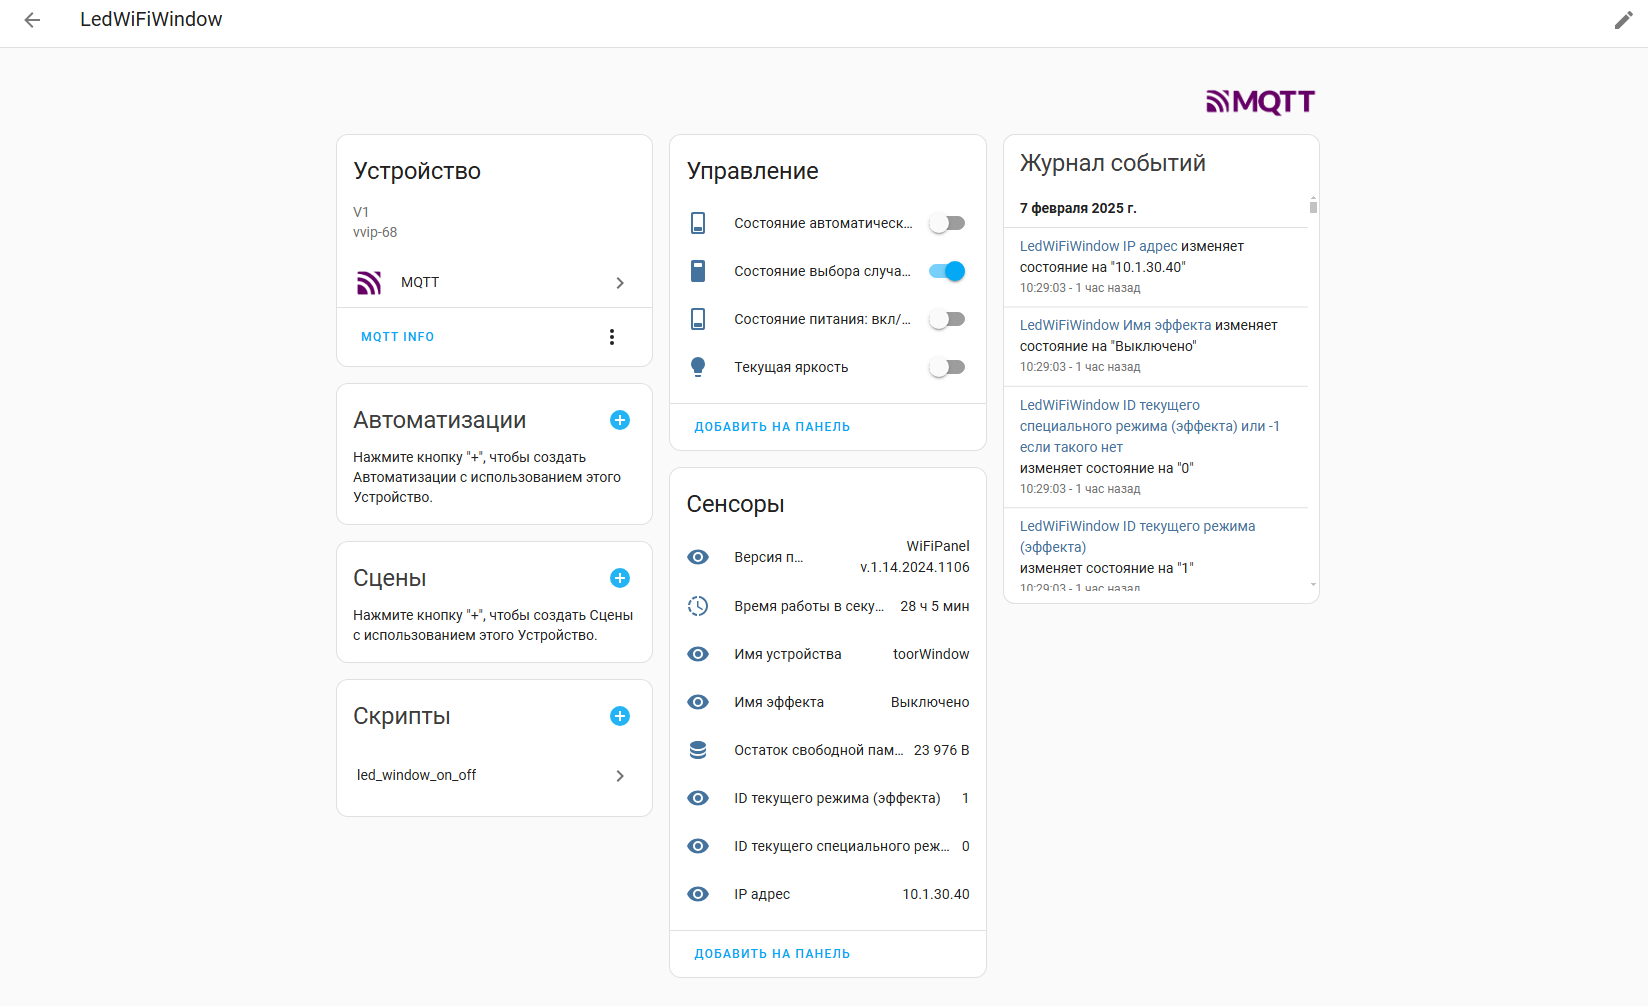 LedWiFiWindow
MQTT
Устройство
V1
vvip-68
MQTT
MQTT INFO
Автоматизации
Нажмите кнопку "+", чтобы создать
Автоматизации с использованием этого
Устройство.
Сцены
Нажмите кнопку "+", чтобы создать Сцены
с использованием этого Устройство.
Скрипты
led_window_on_off
Управление
Состояние автоматическ...
Состояние выбора случа...
Состояние питания: вкл/...
Текущая яркость
ДОБАВИТЬ НА ПАНЕЛЬ
Сенсоры
Версия п... WiFiPanel
v.1.14.2024.1106
Время работы в секу... 28 ч 5 мин
Имя устройства toorWindow
Имя эффекта Выключено
Остаток свободной пам... 23 976 B
ID текущего режима (эффекта) 1
ID текущего специального реж... 0
IP адрес 10.1.30.40
ДОБАВИТЬ НА ПАНЕЛЬ
Журнал событий
7 февраля 2025 г.
LedWiFiWindow IP адрес изменяет
состояние на "10.1.30.40"
10:29:03 - 1 час назад
LedWiFiWindow Имя эффекта изменяет
состояние на "Выключено"
10:29:03 - 1 час назад
LedWiFiWindow ID текущего
специального режима (эффекта) или -1
если такого нет
изменяет состояние на "0"
10:29:03 - 1 час назад
LedWiFiWindow ID текущего режима
(эффекта)
изменяет состояние на "1"
10:29:03 - 1 час назад